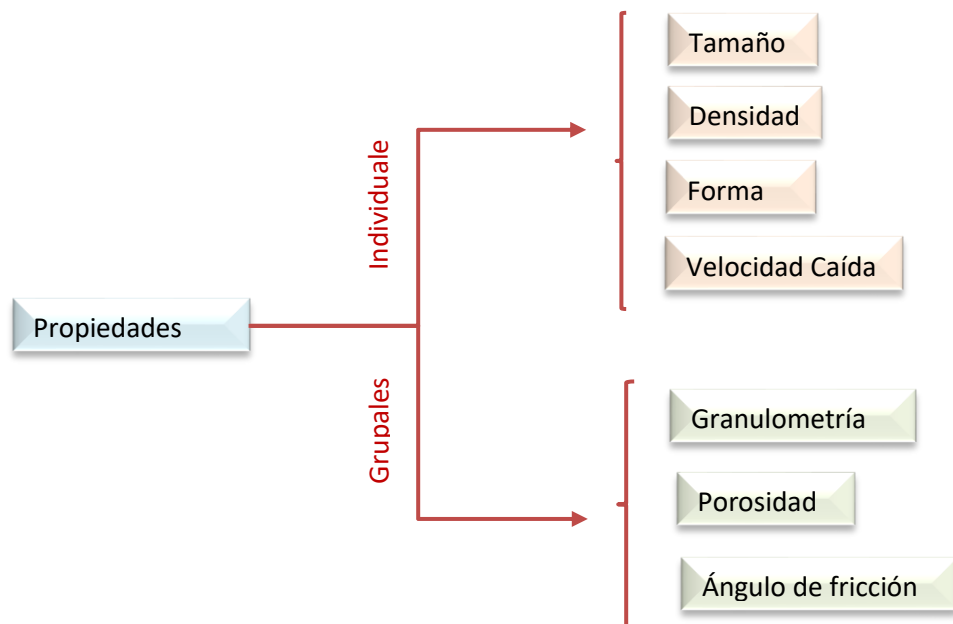 Tamaño
Densidad
Forma
Velocidad Caída
Individuale
Propiedades
Grupales
Granulometría
Porosidad
Ángulo de fricción